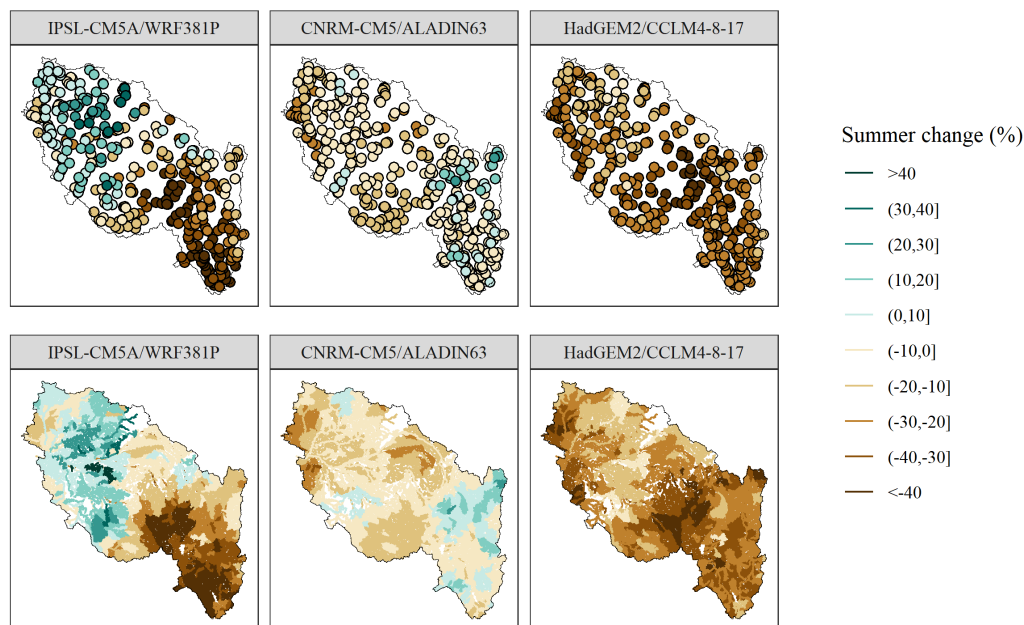 IPSL-CM5A/WRF381P
CNRM-CM5/ALADIN63
HadGEM2/CCLM4-8-17
Summer change (%)
>40
(30,40]
(20,30]
(10,20]
(0,10]
(-10,0]
(-20,-10]
(-30,-20]
(-40,-30]
<-40
IPSL-CM5A/WRF381P
CNRM-CM5/ALADIN63
HadGEM2/CCLM4-8-17